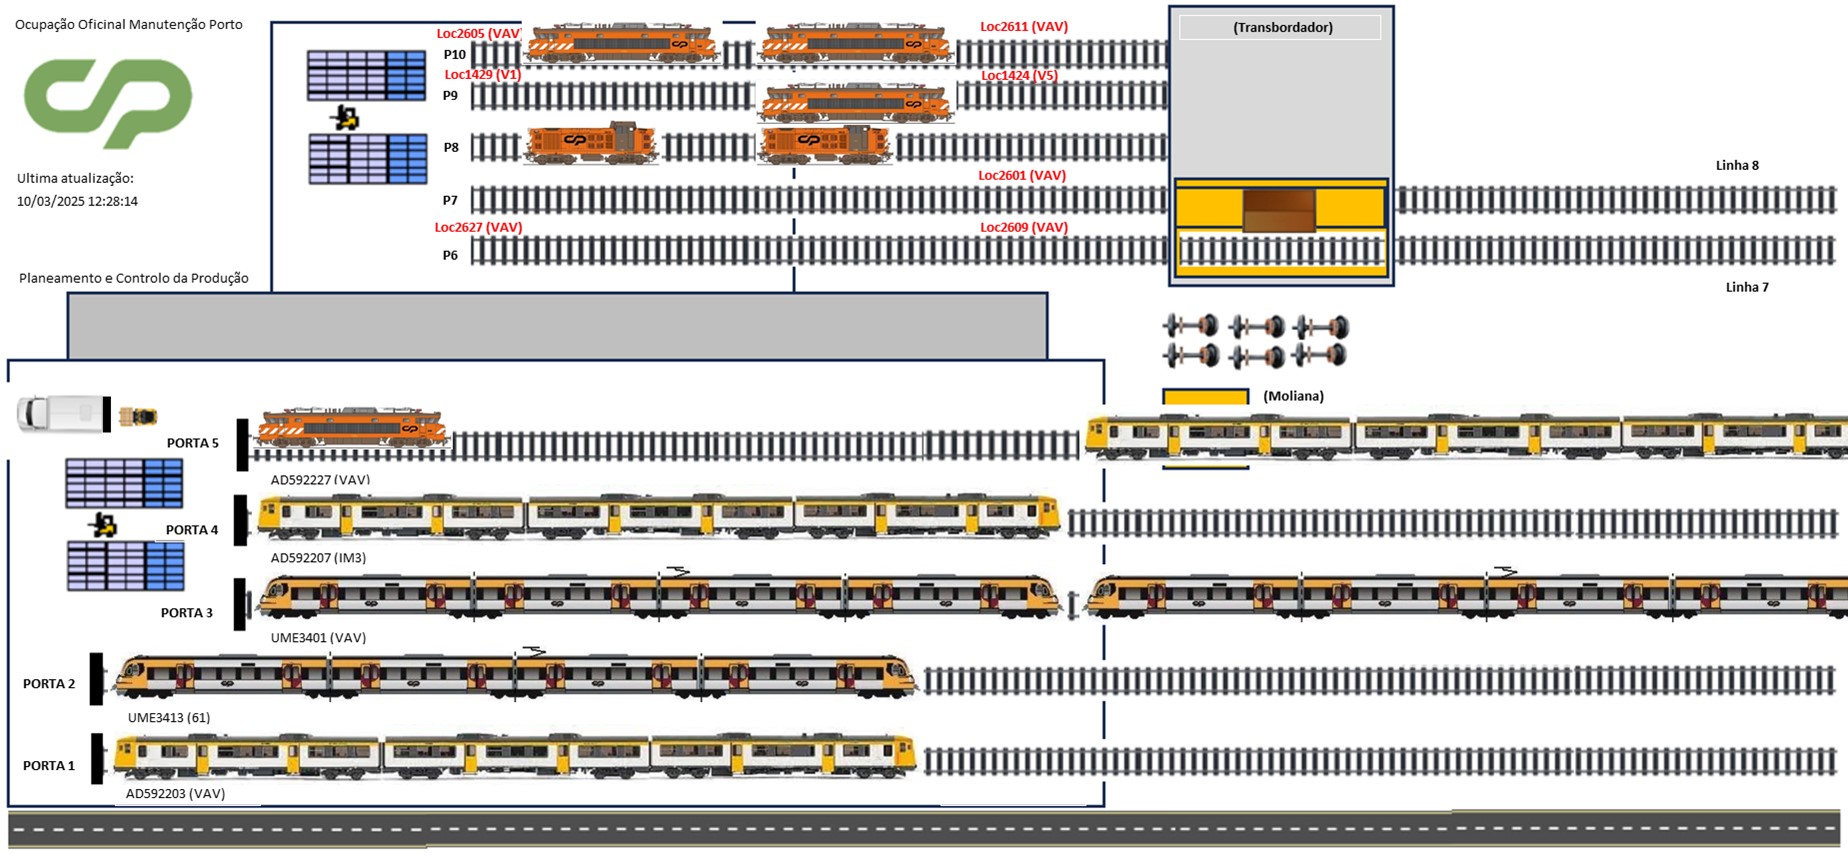 Ocupação Oficinal Manutenção Porto
Ultima atualização:
10/03/2025 12:28:14
Planeamento e Controlo da Produção
Loc2605 (VAV)
Loc2611 (VAV)
P10
Loc1429 (V1)
Loc1424 (V5)
P9
P8
Loc2601 (VAV)
P7
Loc2627 (VAV)
Loc2609 (VAV)
P6
(Transbordador)
Linha 8
Linha 7
(Moliana)
PORTA 5
AD592227 (VAV)
PORTA 4
AD592207 (IM3)
PORTA 3
UME3401 (VAV)
PORTA 2
UME3413 (61)
PORTA 1
AD592203 (VAV)